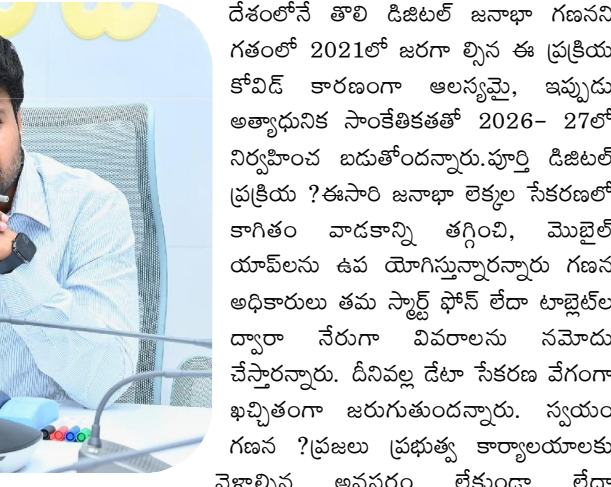 దేశంలోనే తొలి డిజిటల్ జనాభా గణనని
గతంలో 2021లో జరగా ల్సిన ఈ ప్రక్రియ
కోవిడ్ కారణంగా ఆలస్యమై, ఇప్పుడు
అత్యాధునిక సాంకేతికతతో 2026– 27లో
నిర్వహించ బడుతోందన్నారు.పూర్తి డిజిటల్
ప్రక్రియ ?ఈసారి జనాభా లెక్కల సేకరణలో
కాగితం వాడకాన్ని తగ్గించి, మొబైల్
యాప్‌లను ఉప యోగిస్తున్నారన్నారు గణన
అధికారులు తమ స్మార్ట్ ఫోన్ లేదా టాబ్లెట్‌ల
ద్వారా నేరుగా వివరాలను నమోదు
చేస్తారన్నారు. దీనివల్ల డేటా సేకరణ వేగంగా
ఖచ్చితంగా జరుగుతుందన్నారు. స్వయం
గణన ?ప్రజలు ప్రభుత్వ కార్యాలయాలకు
వెళ్లాల్సిన అవసరం లేకుండా లేదా